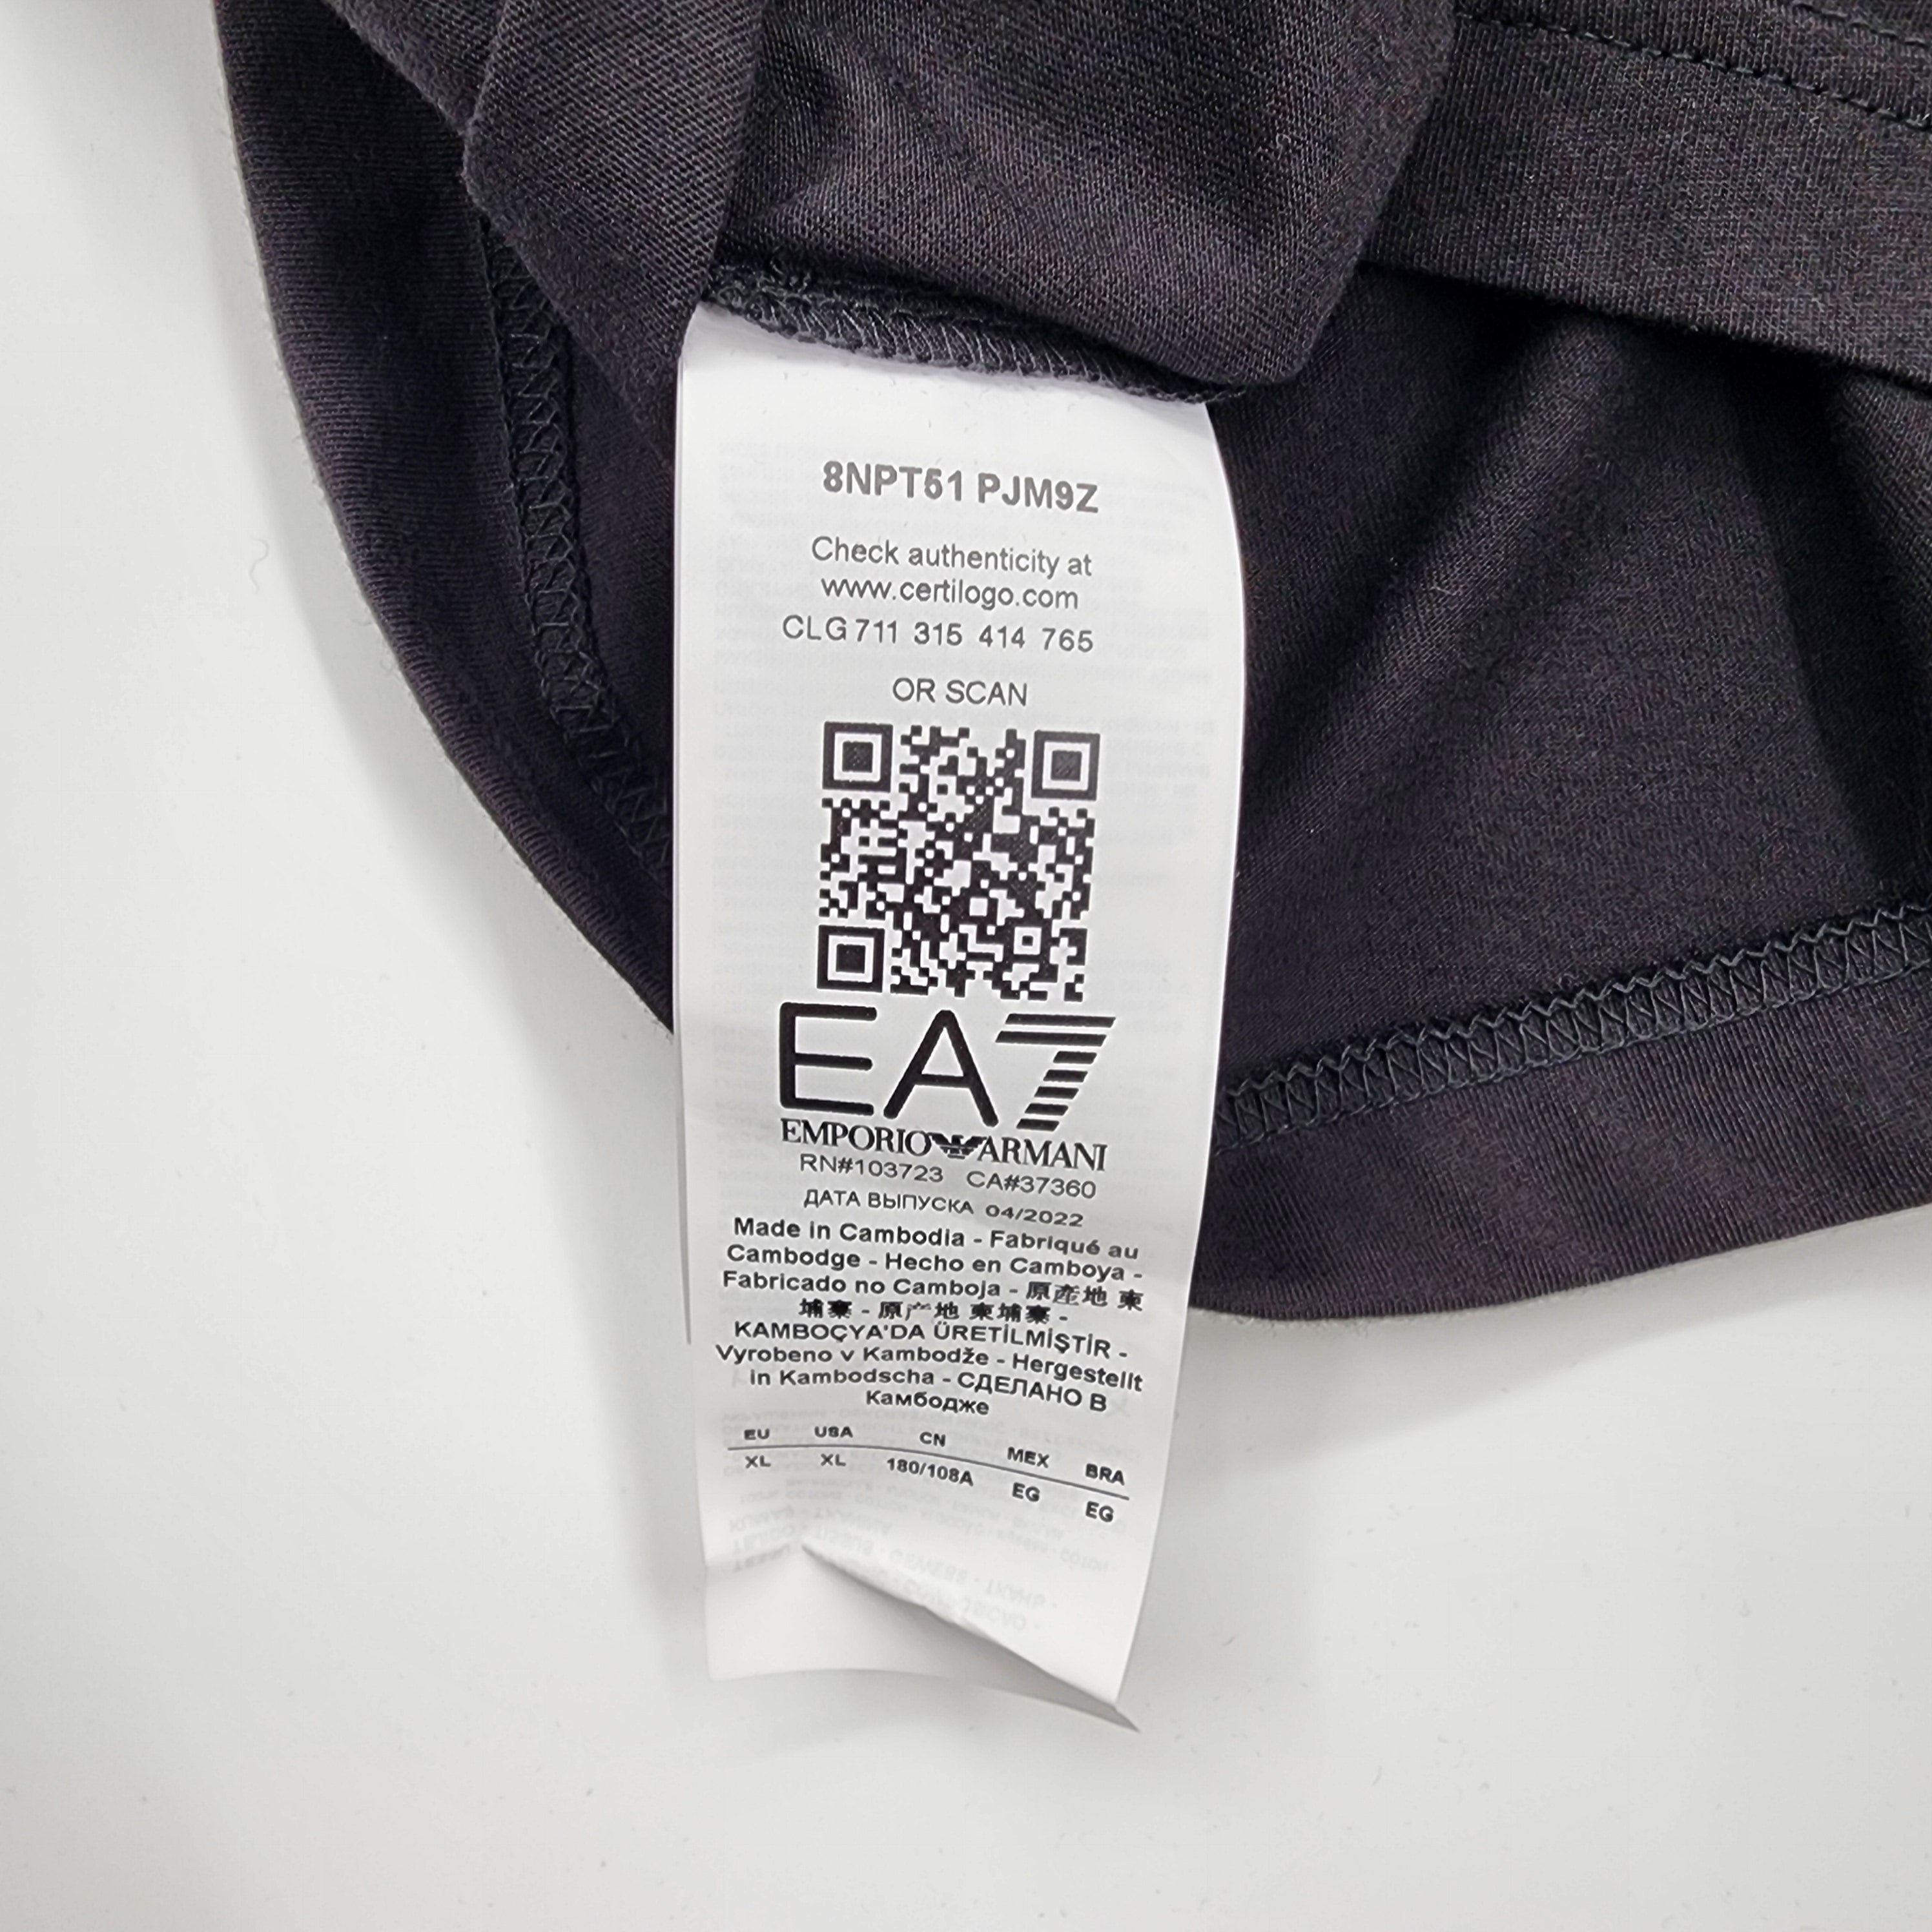 8NPT51 PJM9Z
Check authenticity at
www.certilogo.com
CLG 711 315 414 765
OR SCAN
EA7
EMPORIO ARMANI
RN#103723 CA#37360
ДАТА ВЫПУСКА 04/2022
Made in Cambodia - Fabriqué au
Cambodge - Hecho en Camboya -
Fabricado no Camboja - 原産地 柬
埔寨 - 原产地 柬埔寨 -
KAMBOÇYA'DA ÜRETİLMİŞTİR -
Vyrobeno v Kambodže - Hergestellt
in Kambodscha - СДЕЛАНО В
Камбодже
EU USA CN MEX BRA
XL XL 180/108A EG EG